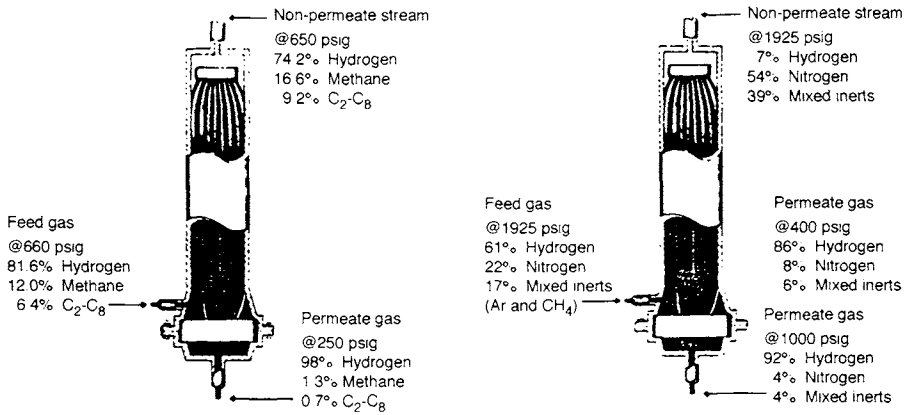 Non-permeate stream
@650 psig
74 2% Hydrogen
16 6% Methane
9 2% C₂-C₈
Feed gas
@660 psig
81.6% Hydrogen
12.0% Methane
6 4% C₂-C₈
Permeate gas
@250 psig
98% Hydrogen
1 3% Methane
0 7% C₂-C₈
Non-permeate stream
@1925 psig
7% Hydrogen
54% Nitrogen
39% Mixed inerts
Feed gas
@1925 psig
61% Hydrogen
22% Nitrogen
17% Mixed inerts
(Ar and CH₄)
Permeate gas
@400 psig
86% Hydrogen
8% Nitrogen
6% Mixed inerts
Permeate gas
@1000 psig
92% Hydrogen
4% Nitrogen
4% Mixed inerts